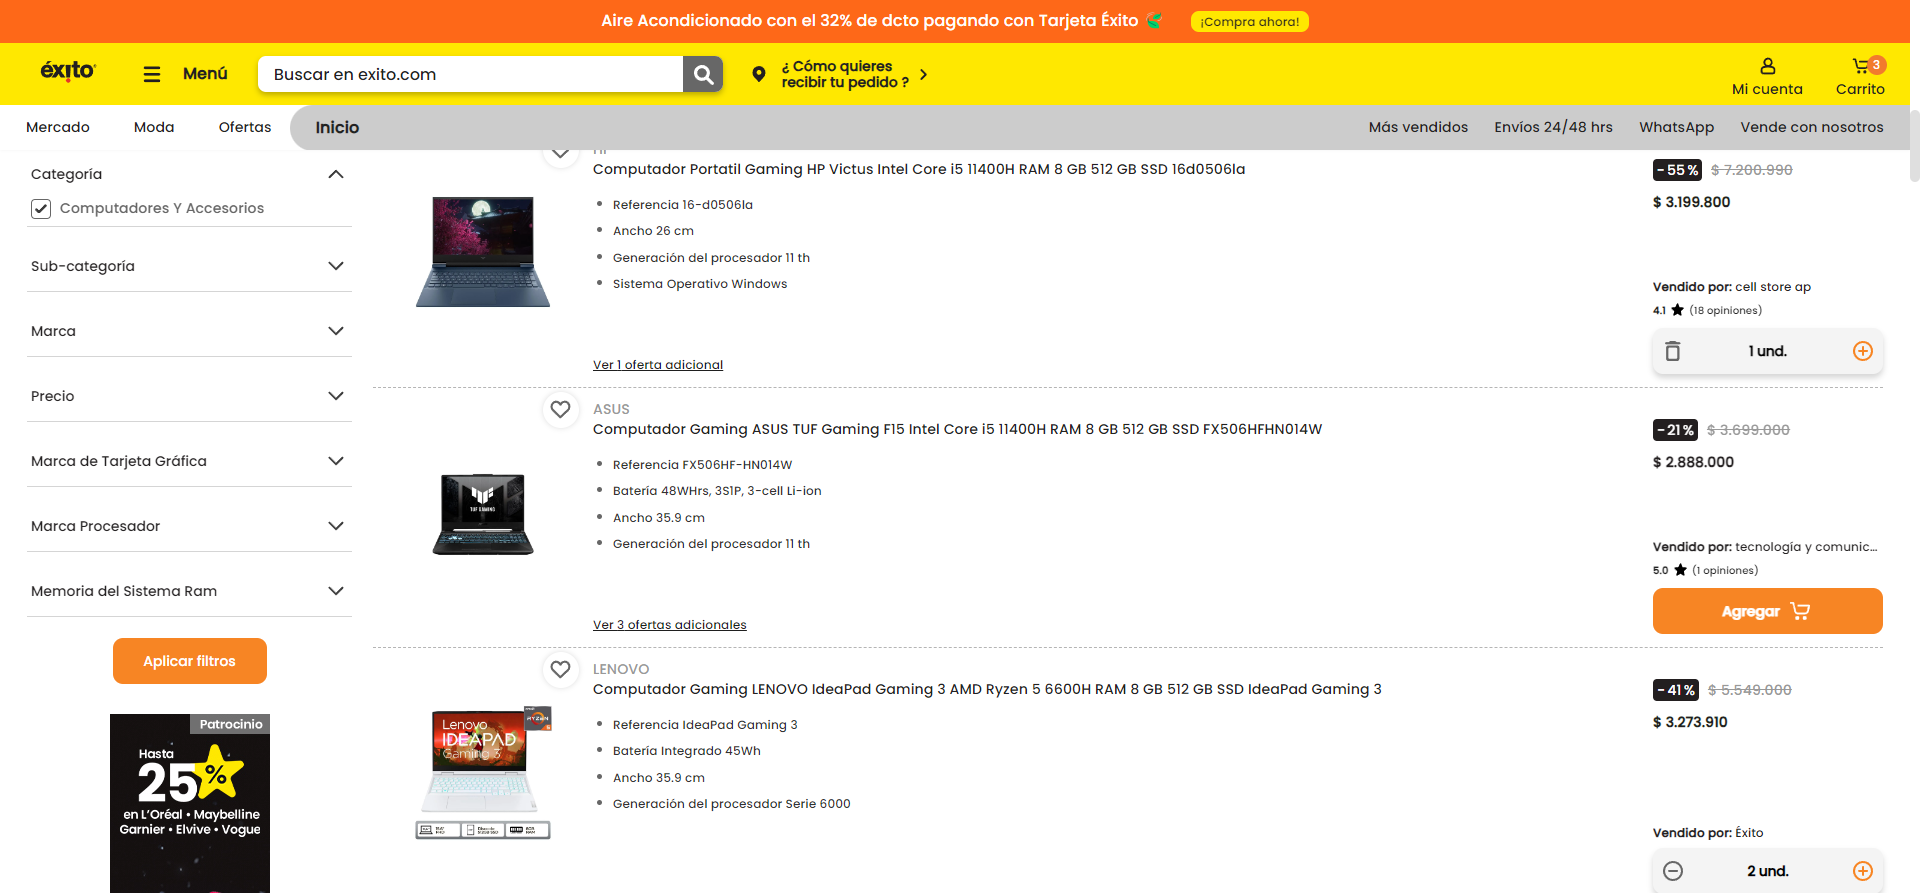 Aire Acondicionado con el 32% de dcto pagando con Tarjeta Éxito ¡Compra ahora!
éxito
Menú
Buscar en exito.com
¿ Cómo quieres
recibir tu pedido ?
Mi cuenta
3
Carrito
Mercado
Moda
Ofertas
Inicio
Más vendidos
Envíos 24/48 hrs
WhatsApp
Vende con nosotros
Categoría
Computadores Y Accesorios
Sub-categoría
Marca
Precio
Marca de Tarjeta Gráfica
Marca Procesador
Memoria del Sistema Ram
Aplicar filtros
Patrocinio
Hasta
25%
en L'Oréal • Maybelline
Garnier • Elvive • Vogue
Computador Portatil Gaming HP Victus Intel Core i5 11400H RAM 8 GB 512 GB SSD 16d0506la
Referencia 16-d0506la
Ancho 26 cm
Generación del procesador 11 th
Sistema Operativo Windows
Ver 1 oferta adicional
-55% $ 7.200.990
$ 3.199.800
Vendido por: cell store ap
4.1 (18 opiniones)
1 und.
ASUS
Computador Gaming ASUS TUF Gaming F15 Intel Core i5 11400H RAM 8 GB 512 GB SSD FX506HFHN014W
TUF GAMING
Referencia FX506HF-HN014W
Batería 48WHrs, 3S1P, 3-cell Li-ion
Ancho 35.9 cm
Generación del procesador 11 th
Ver 3 ofertas adicionales
-21% $ 3.699.000
$ 2.888.000
Vendido por: tecnología y comunic...
5.0 (1 opiniones)
Agregar
LENOVO
Computador Gaming LENOVO IdeaPad Gaming 3 AMD Ryzen 5 6600H RAM 8 GB 512 GB SSD IdeaPad Gaming 3
Lenovo
IDEAPAD
Gaming 3
RYZEN
Referencia IdeaPad Gaming 3
Batería Integrado 45Wh
Ancho 35.9 cm
Generación del procesador Serie 6000
-41% $ 5.549.000
$ 3.273.910
Vendido por: Éxito
2 und.